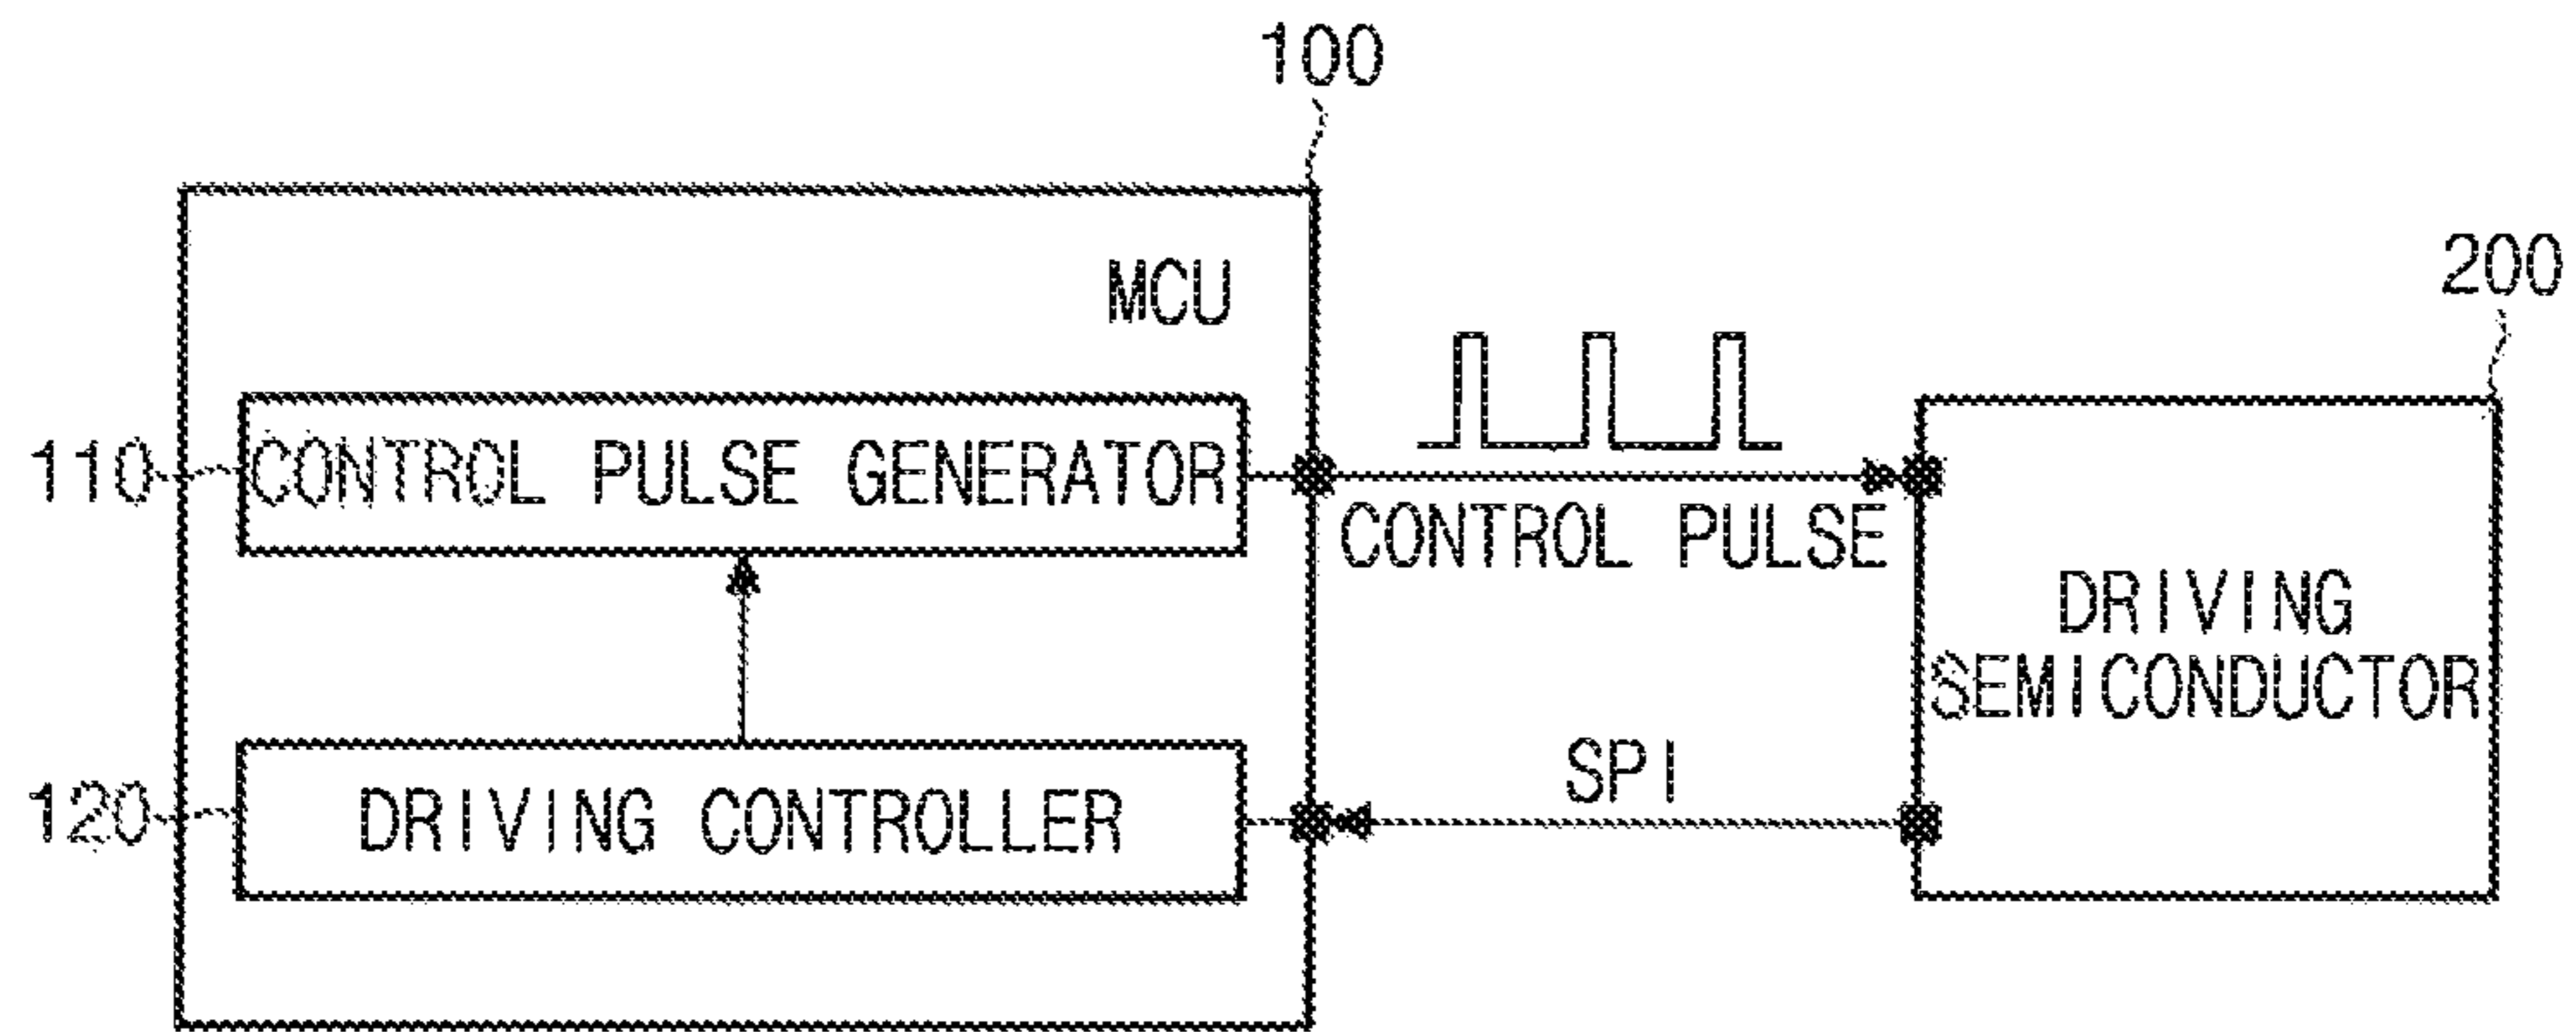 100
MCU
200
110
CONTROL PULSE GENERATOR
CONTROL PULSE
DRIVING
SEMICONDUCTOR
SPI
120
DRIVING CONTROLLER